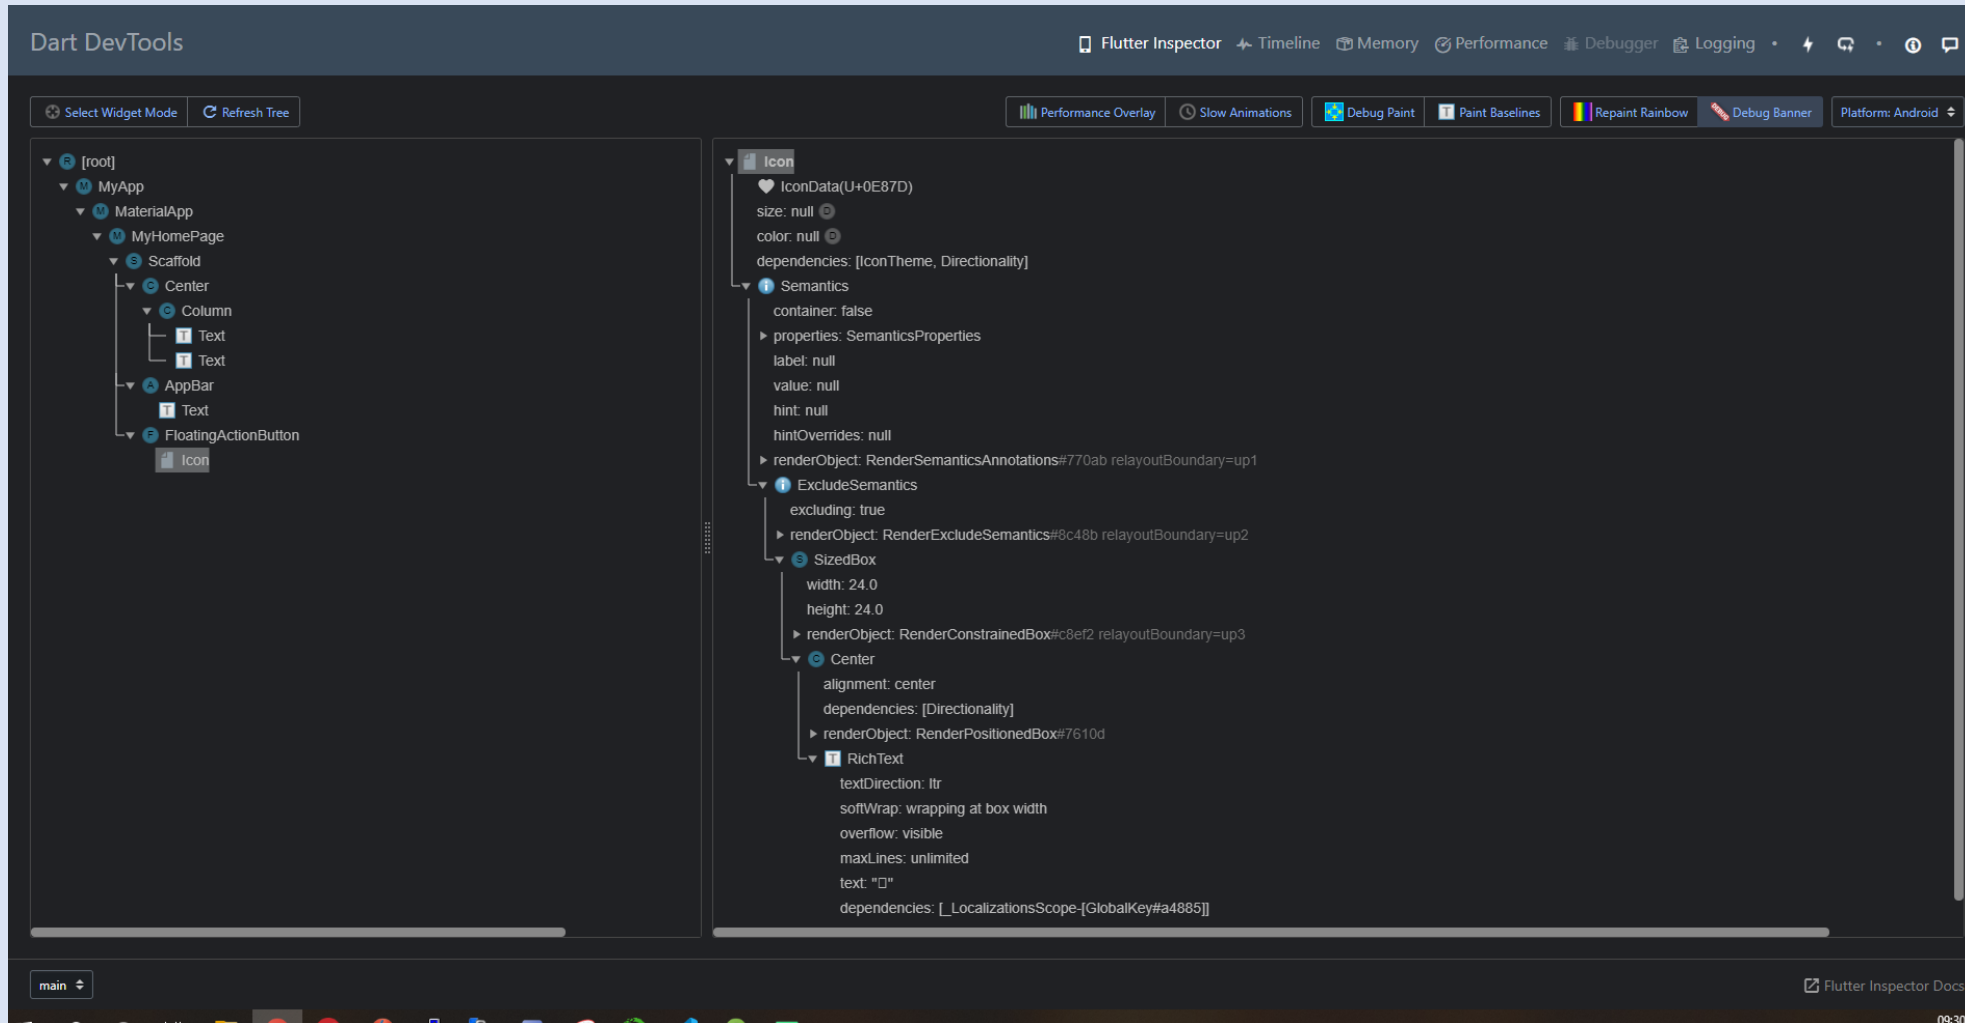 Dart DevTools
Flutter Inspector Timeline Memory Performance Debugger Logging
Select Widget Mode Refresh Tree
Performance Overlay Slow Animations Debug Paint Paint Baselines Repaint Rainbow Debug Banner Platform: Android
[root]
MyApp
MaterialApp
MyHomePage
Scaffold
Center
Column
Text
Text
AppBar
Text
FloatingActionButton
Icon
Icon
IconData(U+0E87D)
size: null
color: null
dependencies: [IconTheme, Directionality]
Semantics
container: false
properties: SemanticsProperties
label: null
value: null
hint: null
hintOverrides: null
renderObject: RenderSemanticsAnnotations#770ab relayoutBoundary=up1
ExcludeSemantics
excluding: true
renderObject: RenderExcludeSemantics#8c48b relayoutBoundary=up2
SizedBox
width: 24.0
height: 24.0
renderObject: RenderConstrainedBox#c8ef2 relayoutBoundary=up3
Center
alignment: center
dependencies: [Directionality]
renderObject: RenderPositionedBox#7610d
RichText
textDirection: ltr
softWrap: wrapping at box width
overflow: visible
maxLines: unlimited
text: "▯"
dependencies: [_LocalizationsScope-[GlobalKey#a4885]]
main
Flutter Inspector Docs
09:30